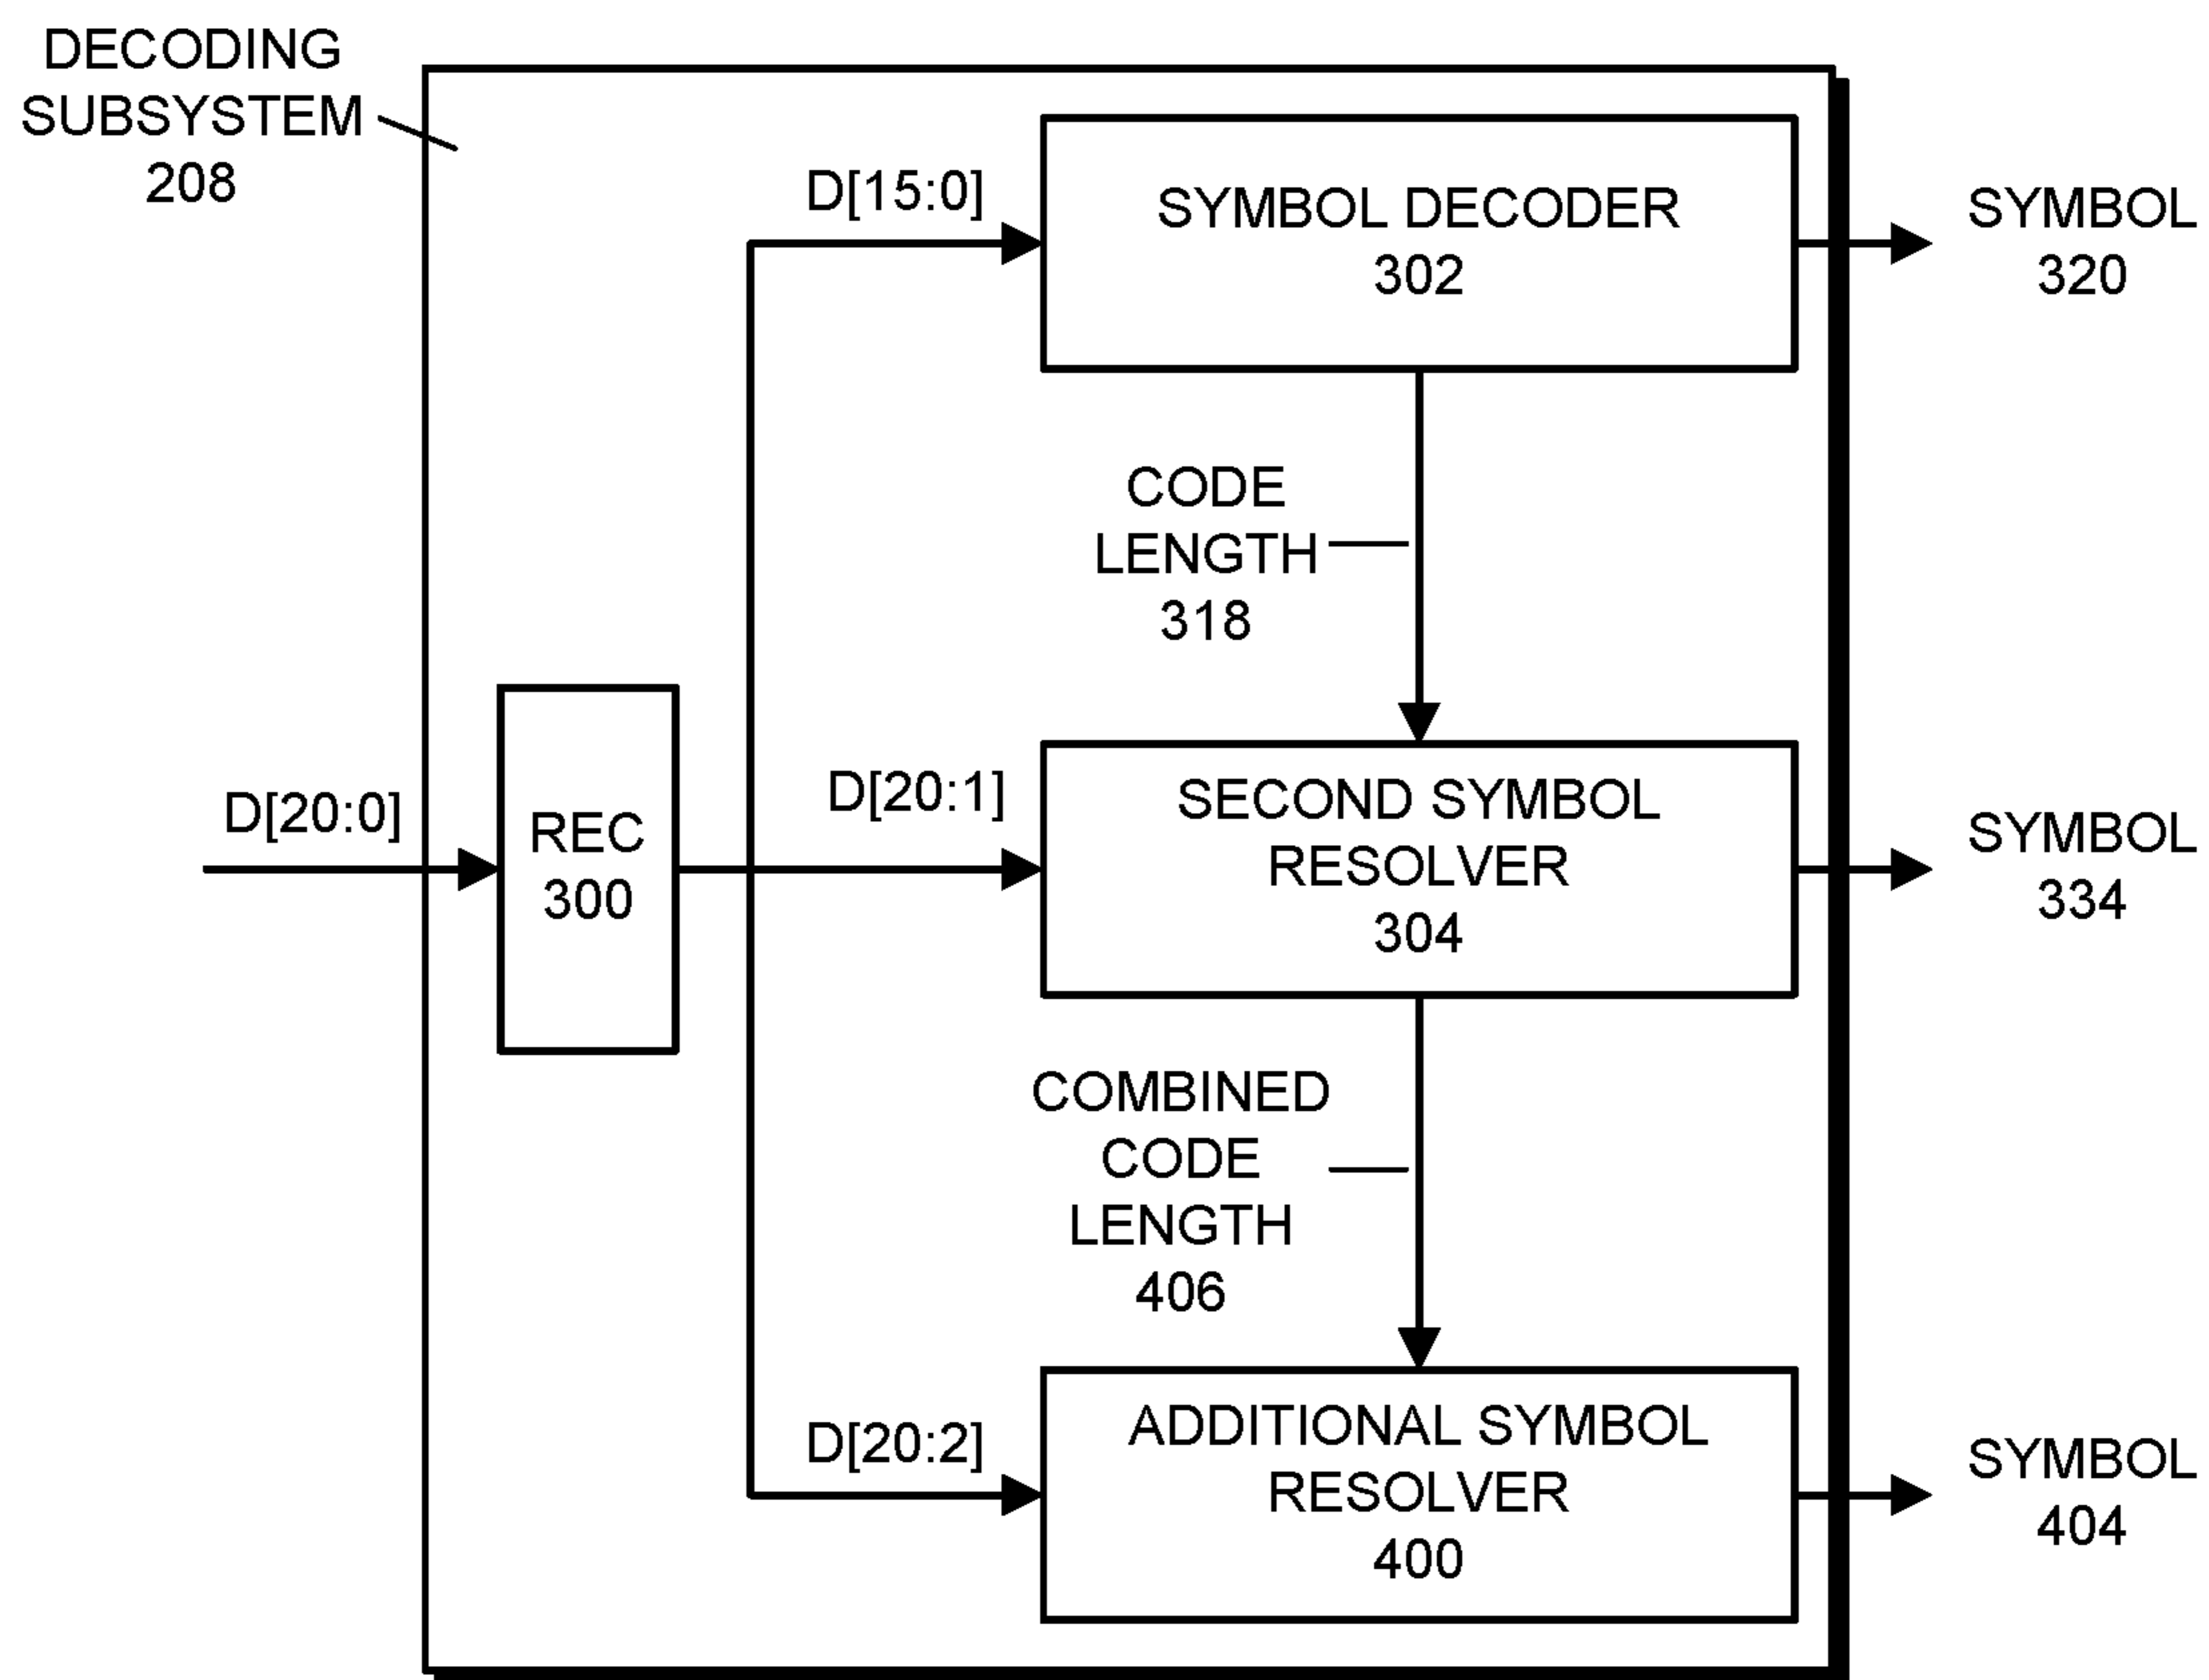 DECODING
SUBSYSTEM
208
D[15:0]
SYMBOL DECODER
302
SYMBOL
320
CODE
LENGTH
318
D[20:0]
REC
300
D[20:1]
SECOND SYMBOL
RESOLVER
304
SYMBOL
334
COMBINED
CODE
LENGTH
406
D[20:2]
ADDITIONAL SYMBOL
RESOLVER
400
SYMBOL
404